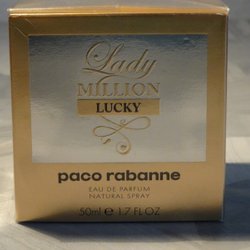 Lady
MILLION
LUCKY
paco rabanne
EAU DE PARFUM
NATURAL SPRAY
50ml e 1.7 FL OZ